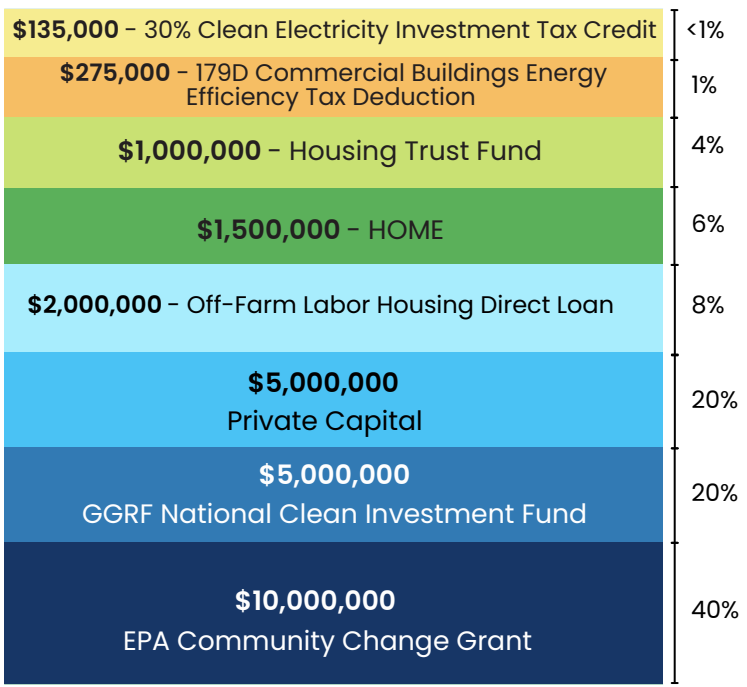 $135,000 - 30% Clean Electricity Investment Tax Credit <1%
$275,000 - 179D Commercial Buildings Energy
Efficiency Tax Deduction
1%
$1,000,000 - Housing Trust Fund
4%
$1,500,000 - HOME
6%
$2,000,000 - Off-Farm Labor Housing Direct Loan
8%
$5,000,000
Private Capital
20%
$5,000,000
GGRF National Clean Investment Fund
20%
$10,000,000
EPA Community Change Grant
40%